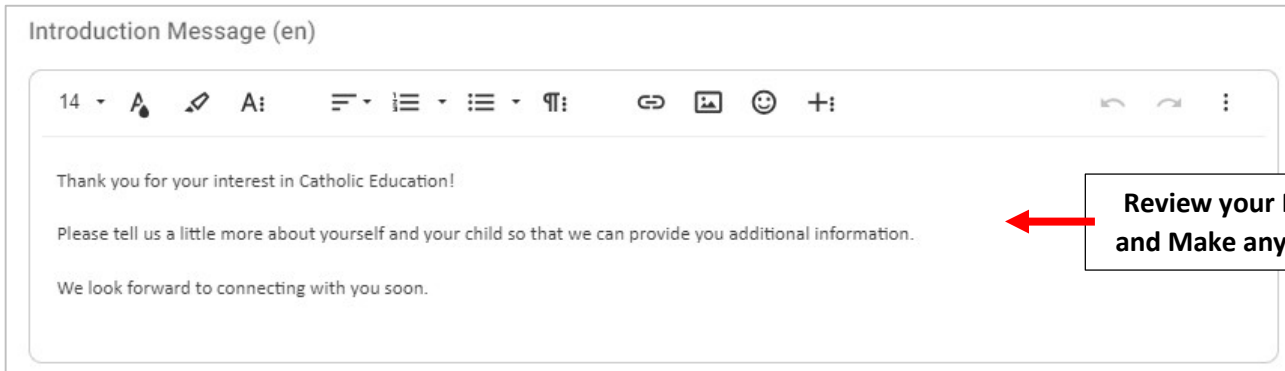 Introduction Message (en)
14
Thank you for your interest in Catholic Education!
Please tell us a little more about yourself and your child so that we can provide you additional information.
We look forward to connecting with you soon.
Review your
and Make any